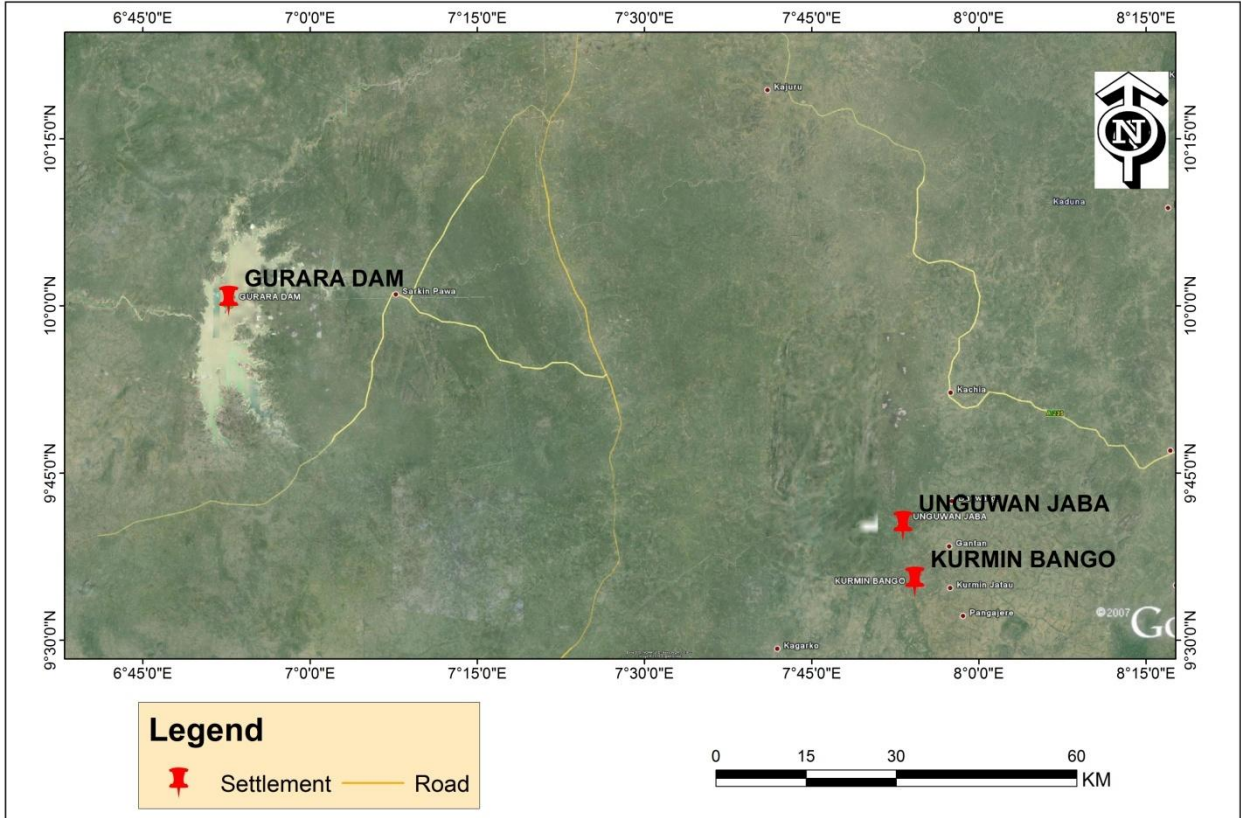 6°45'0"E 7°0'0"E 7°15'0"E 7°30'0"E 7°45'0"E 8°0'0"E 8°15'0"E
Kajuru
N
10°15'0"N 10°15'0"N
Kaduna
GURARA DAM
GURARA DAM
Sarkin Pawa
10°0'0"N 10°0'0"N
Kachia
9°45'0"N 9°45'0"N
UNGUWAN JABA
UNGUWAN JABA
Gantan
KURMIN BANGO
KURMIN BANGO
Kurmin Jatau
Pangajere
©2007 Go
9°30'0"N 9°30'0"N
Kagarko
6°45'0"E 7°0'0"E 7°15'0"E 7°30'0"E 7°45'0"E 8°0'0"E 8°15'0"E
Legend
Settlement Road
0 15 30 60
KM